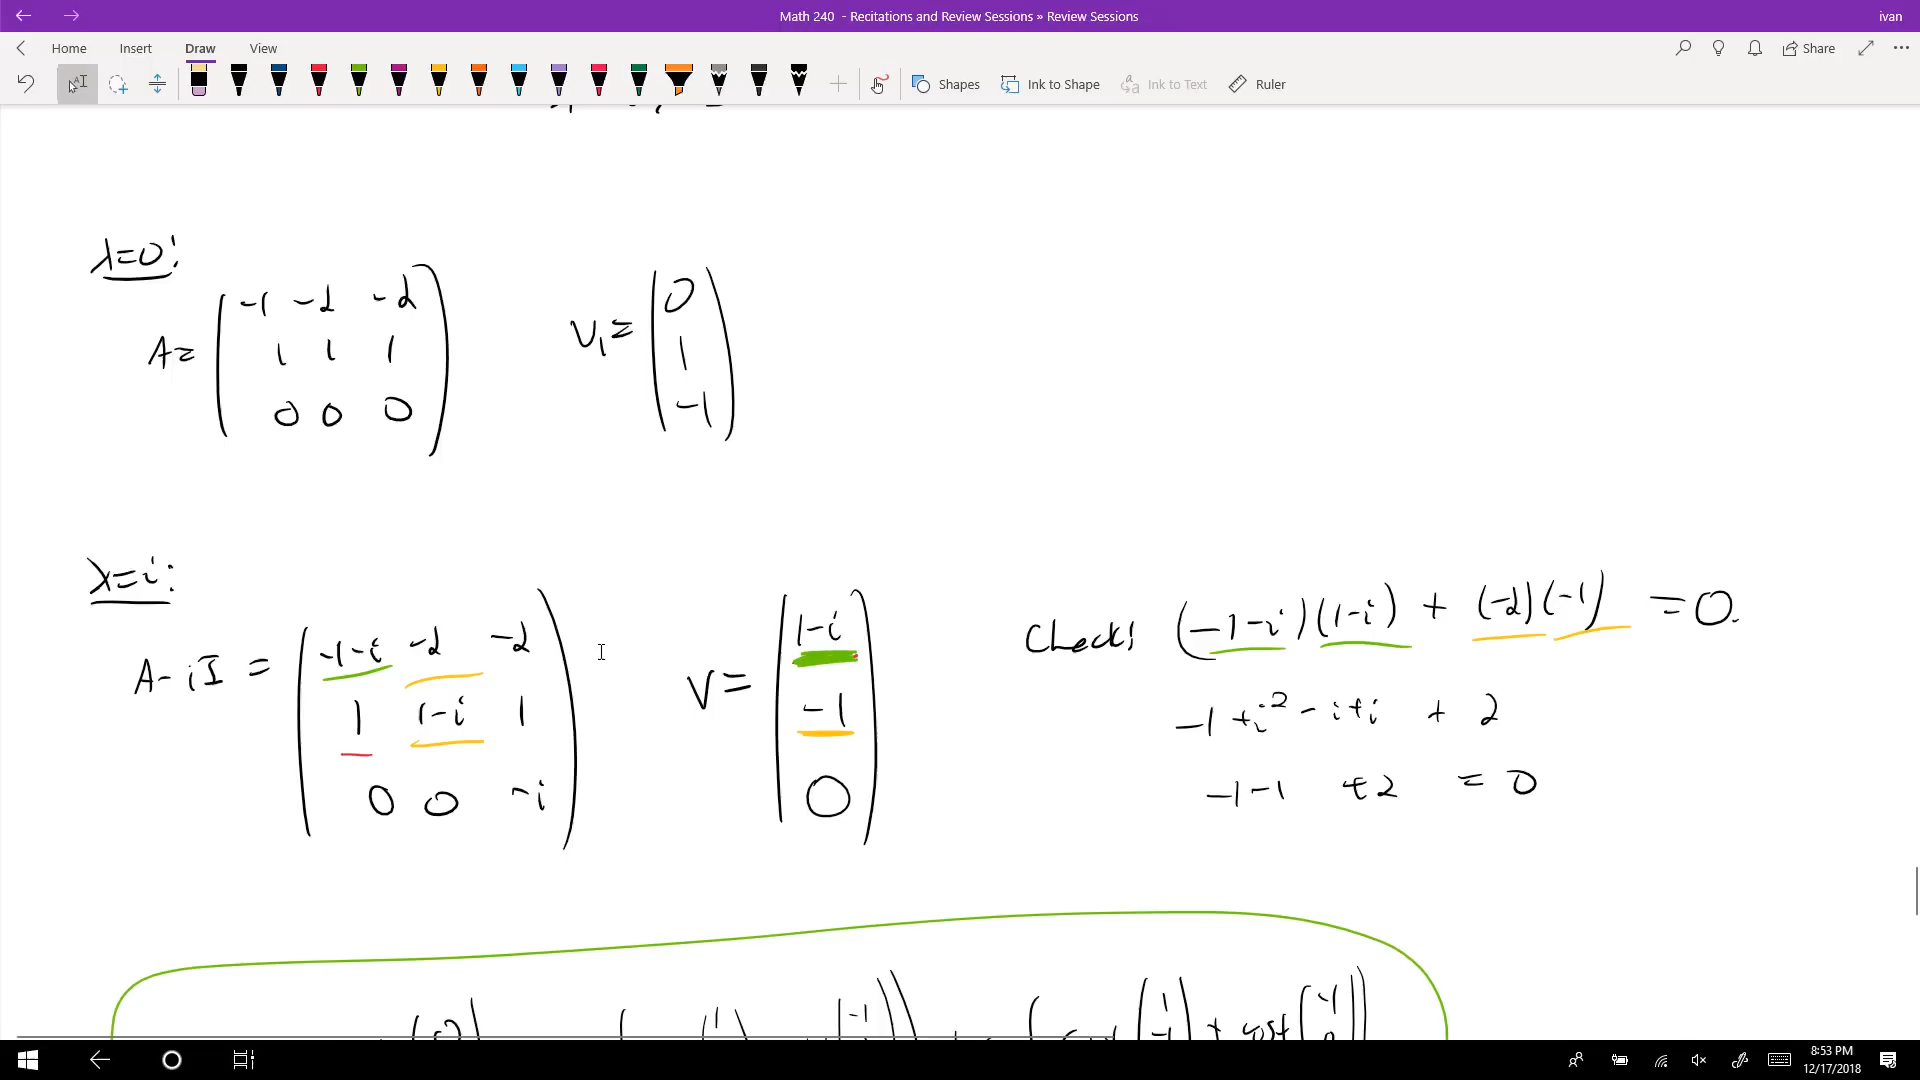 Math 240 - Recitations and Review Sessions » Review Sessions
ivan
Home Insert Draw View
Share
Shapes Ink to Shape Ink to Text Ruler
λ=0:
A= ( -1 -2 -2
1 1 1
0 0 0 )
V₁= ( 0
1
-1 )
λ=i:
A-iI = ( -1-i -2 -2
1 1-i 1
0 0 -i )
V= ( 1-i
-1
0 )
Check! (-1-i)(1-i) + (-2)(-1) =0.
-1+i²-i+i + 2
-1-1 +2 = 0
8:53 PM
12/17/2018